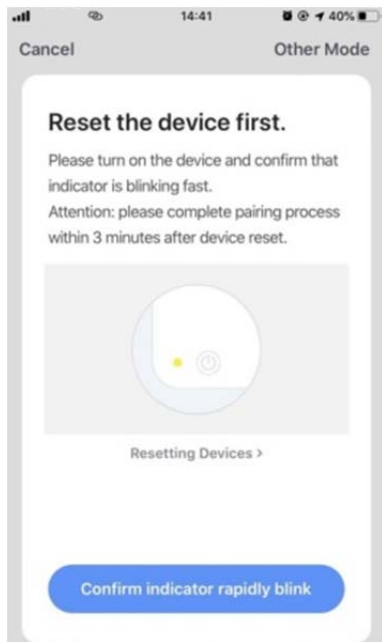 14:41
40%
Cancel
Other Mode
Reset the device first.
Please turn on the device and confirm that
indicator is blinking fast.
Attention: please complete pairing process
within 3 minutes after device reset.
Resetting Devices >
Confirm indicator rapidly blink